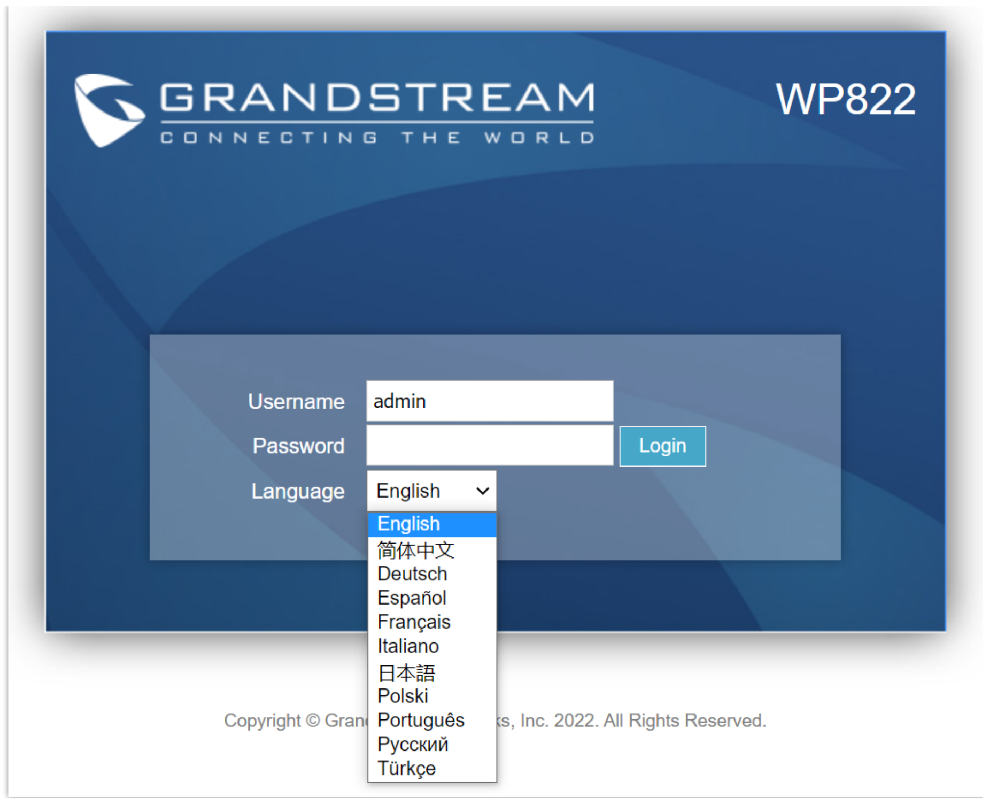 GRANDSTREAM
CONNECTING THE WORLD
WP822
Username admin
Password Login
Language English
English
简体中文
Deutsch
Español
Français
Italiano
日本語
Polski
Português
Русский
Türkçe
Copyright © Gran ks, Inc. 2022. All Rights Reserved.